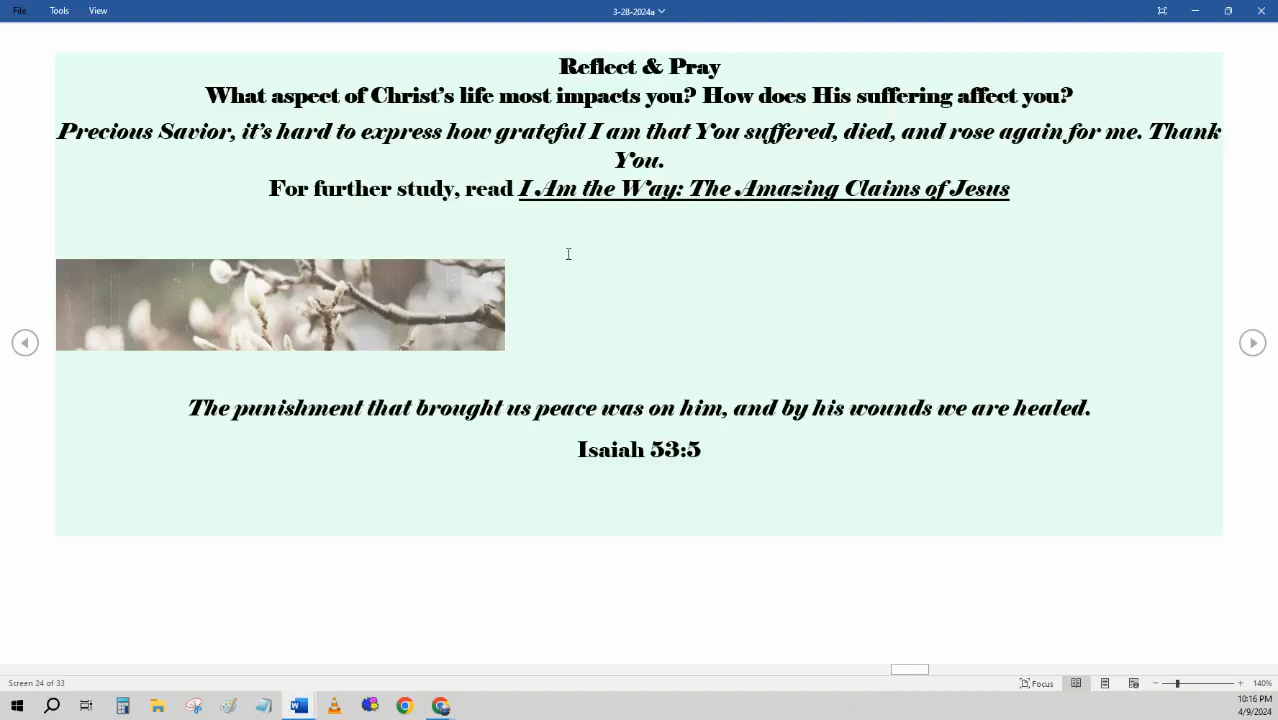 File Tools View 3-28-2024a
Reflect & Pray
What aspect of Christ’s life most impacts you? How does His suffering affect you?
Precious Savior, it’s hard to express how grateful I am that You suffered, died, and rose again for me. Thank
You.
For further study, read I Am the Way: The Amazing Claims of Jesus
The punishment that brought us peace was on him, and by his wounds we are healed.
Isaiah 53:5
Screen 24 of 33 Focus 140%
10:16 PM
4/9/2024